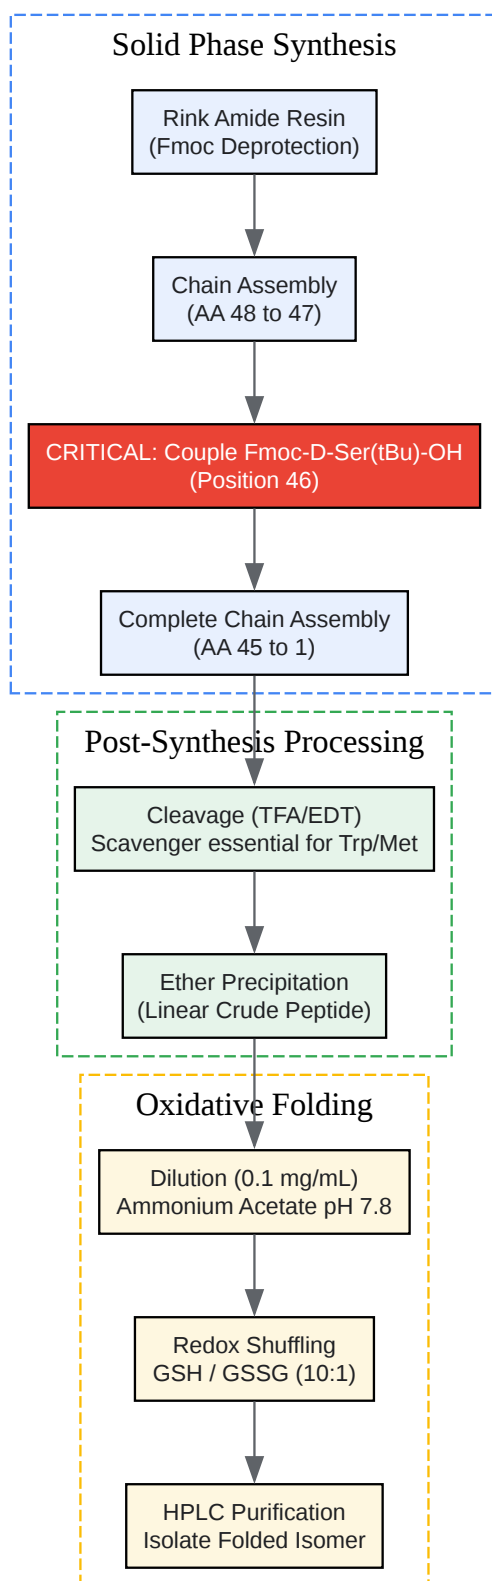 Solid Phase Synthesis
Rink Amide Resin
(Fmoc Deprotection)
Chain Assembly
(AA 48 to 47)
CRITICAL: Couple Fmoc-D-Ser(tBu)-OH
(Position 46)
Complete Chain Assembly
(AA 45 to 1)
Post-Synthesis Processing
Cleavage (TFA/EDT)
Scavenger essential for Trp/Met
Ether Precipitation
(Linear Crude Peptide)
Oxidative Folding
Dilution (0.1 mg/mL)
Ammonium Acetate pH 7.8
Redox Shuffling
GSH / GSSG (10:1)
HPLC Purification
Isolate Folded Isomer